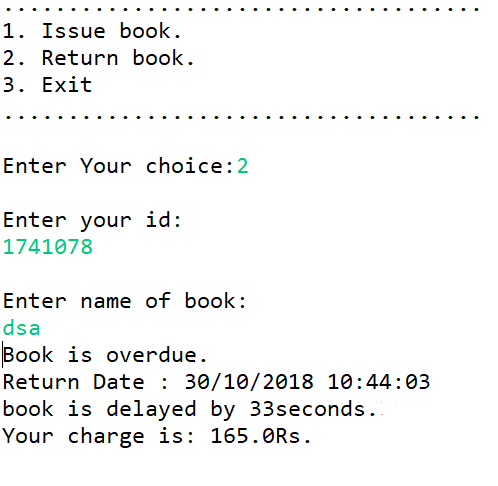 .....................................
1. Issue book.
2. Return book.
3. Exit
.....................................
Enter Your choice:2
Enter your id:
1741078
Enter name of book:
dsa
Book is overdue.
Return Date : 30/10/2018 10:44:03
book is delayed by 33seconds.
Your charge is: 165.0Rs.